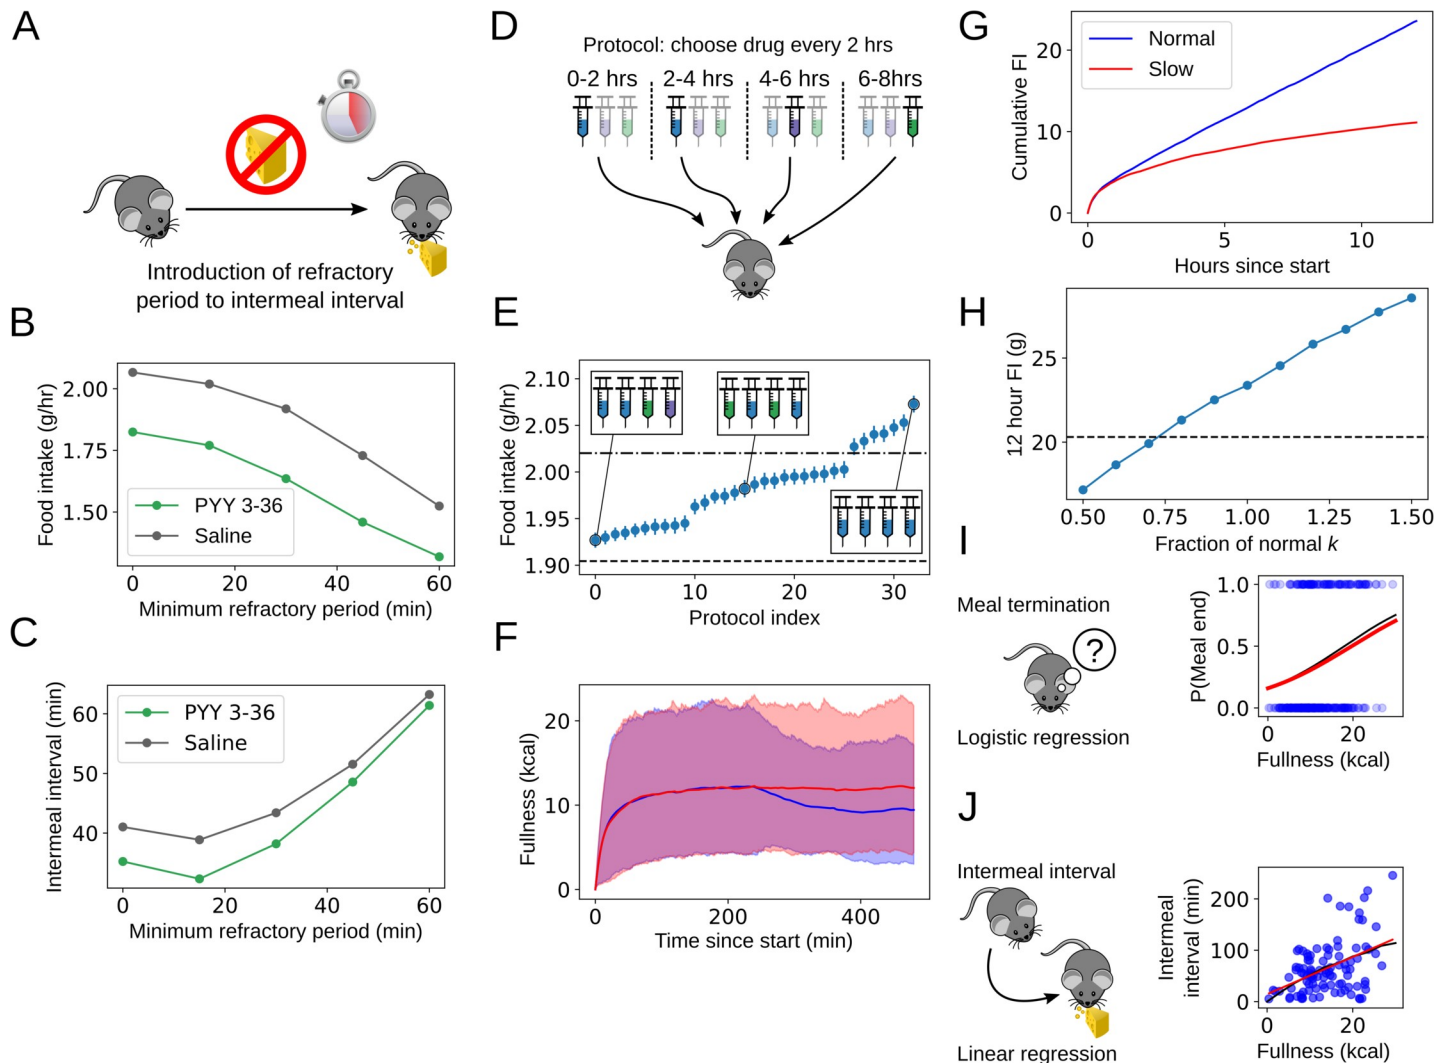 A
Introduction of refractory
period to intermeal interval
B
Food intake (g/hr)
2.00
1.75
1.50
PYY 3-36
Saline
0
20
40
60
Minimum refractory period (min)
C
Intermeal interval (min)
60
50
40
PYY 3-36
Saline
0
20
40
60
Minimum refractory period (min)
D
Protocol: choose drug every 2 hrs
0-2 hrs
2-4 hrs
4-6 hrs
6-8hrs
E
Food intake (g/hr)
2.10
2.05
2.00
1.95
1.90
0
10
20
30
Protocol index
F
Fullness (kcal)
20
10
0
0
200
400
Time since start (min)
G
Cumulative FI
20
10
0
Normal
Slow
0
5
10
Hours since start
H
12 hour FI (g)
25
20
0.50
0.75
1.00
1.25
1.50
Fraction of normal k
I
Meal termination
?
Logistic regression
P(Meal end)
1.0
0.5
0.0
0
20
Fullness (kcal)
J
Intermeal interval
Linear regression
Intermeal
interval (min)
200
100
0
0
20
Fullness (kcal)